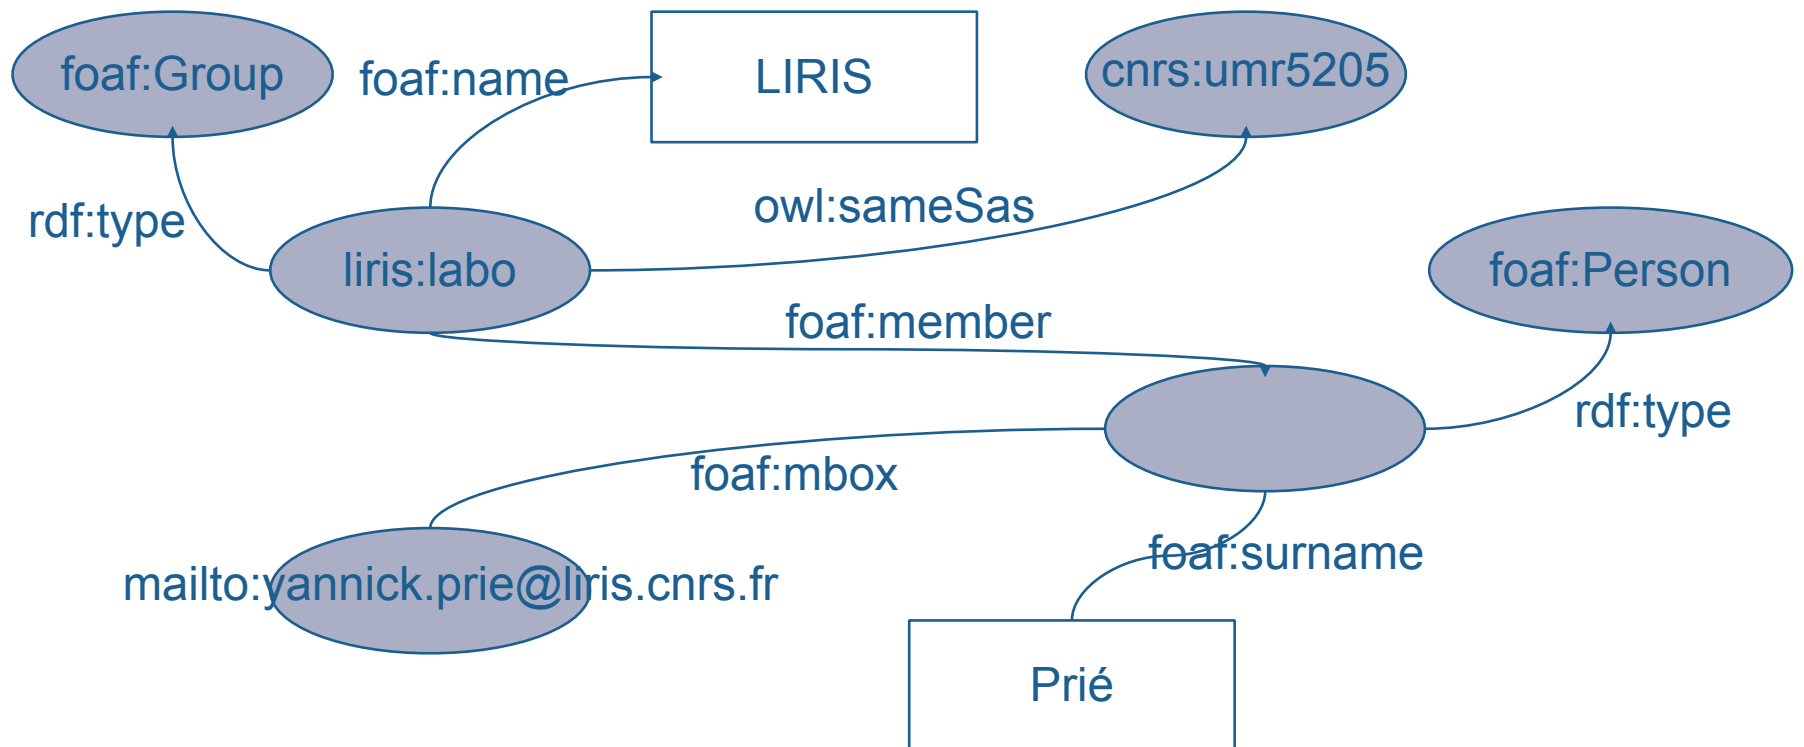 foaf:Group
foaf:name
LIRIS
cnrs:umr5205
rdf:type
owl:sameSas
liris:labo
foaf:Person
foaf:member
rdf:type
foaf:mbox
foaf:surname
mailto:yannick.prie@liris.cnrs.fr
Prié